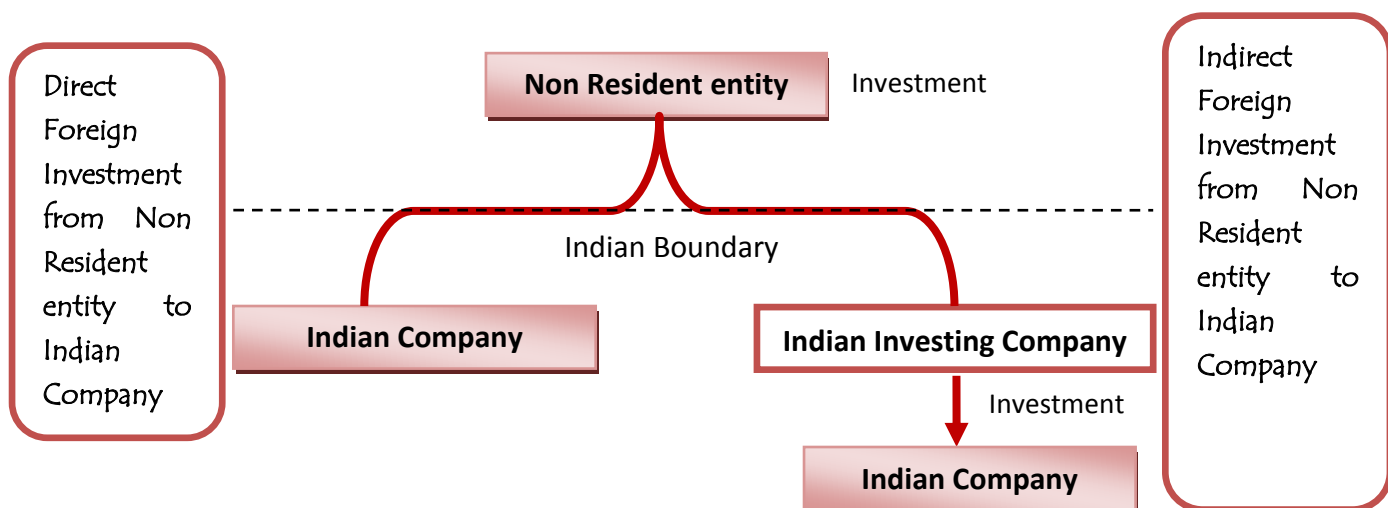 Direct
Foreign
Investment
from Non
Resident
entity to
Indian
Company
Non Resident entity
Investment
Indian Boundary
Indian Company
Indian Investing Company
Investment
Indian Company
Indirect
Foreign
Investment
from Non
Resident
entity to
Indian
Company